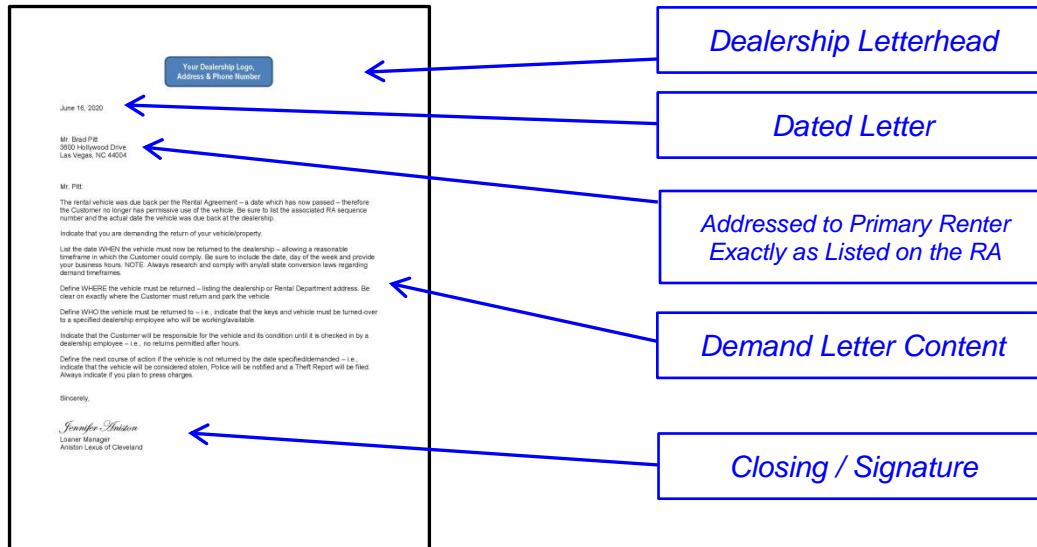 Your Dealership Logo,
Address & Phone Number
Dealership Letterhead
June 16, 2020
Dated Letter
Mr. Brad Pitt
3600 Hollywood Drive
Las Vegas, NC 44004
Addressed to Primary Renter
Exactly as Listed on the RA
Mr. Pitt:
The rental vehicle was due back per the Rental Agreement – a date which has now passed – therefore
the Customer no longer has permissive use of the vehicle. Be sure to list the associated RA sequence
number and the actual date the vehicle was due back at the dealership.
Indicate that you are demanding the return of your vehicle/property.
List the date WHEN the vehicle must now be returned to the dealership – allowing a reasonable
timeframe in which the Customer could comply. Be sure to include the date, day of the week and provide
your business hours. NOTE: Always research and comply with any/all state conversion laws regarding
demand timeframes.
Define WHERE the vehicle must be returned – listing the dealership or Rental Department address. Be
clear on exactly where the Customer must return and park the vehicle.
Define WHO the vehicle must be returned to – i.e., indicate that the keys and vehicle must be turned-over
to a specified dealership employee who will be working/available.
Indicate that the Customer will be responsible for the vehicle and its condition until it is checked in by a
dealership employee – i.e., no returns permitted after hours.
Define the next course of action if the vehicle is not returned by the date specified/demanded – i.e.,
indicate that the vehicle will be considered stolen, Police will be notified and a Theft Report will be filed.
Always indicate if you plan to press charges.
Demand Letter Content
Sincerely,
Jennifer Aniston
Loaner Manager
Aniston Lexus of Cleveland
Closing / Signature